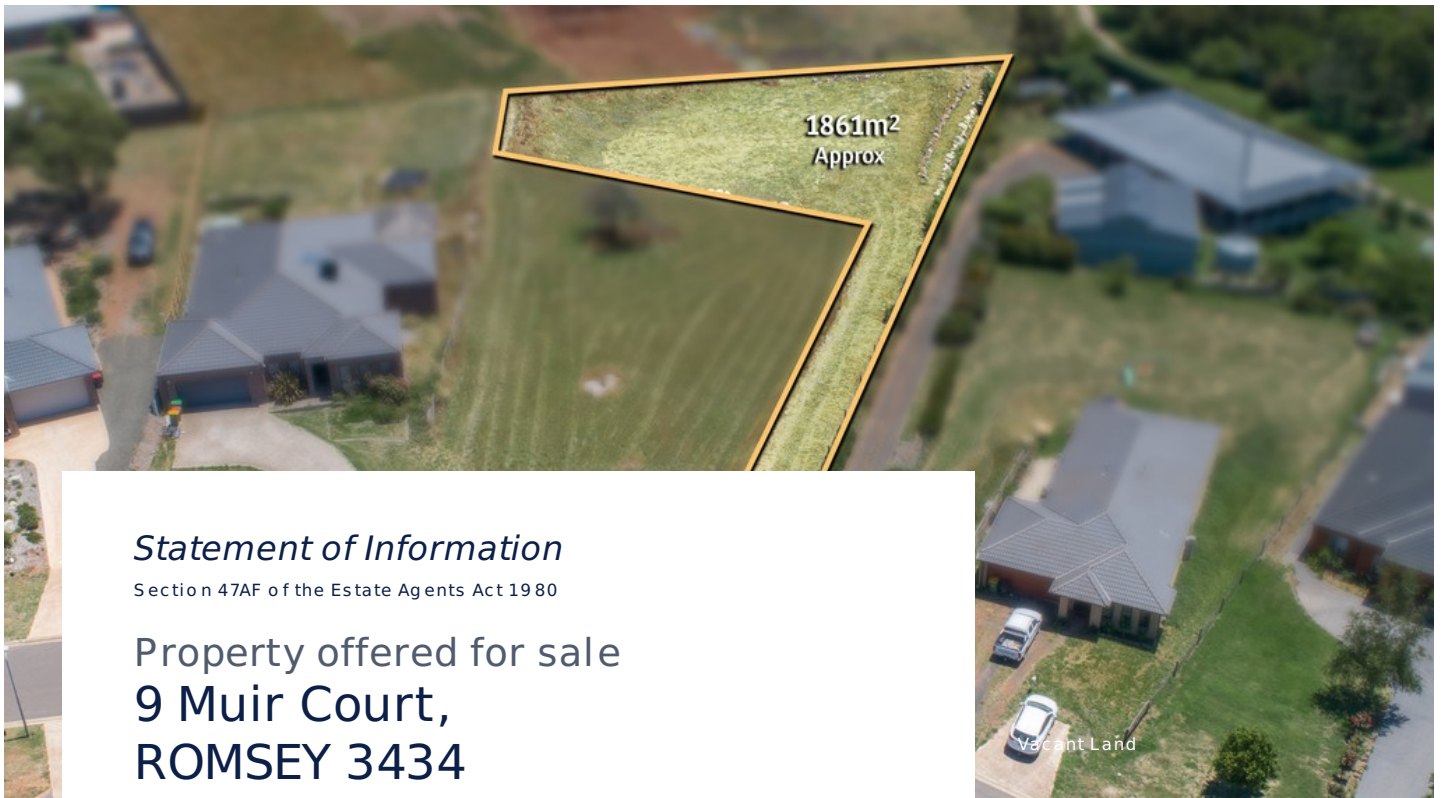 1861m²
Approx
Statement of Information
Section 47AF of the Estate Agents Act 1980
Property offered for sale
9 Muir Court,
ROMSEY 3434
Vacant Land